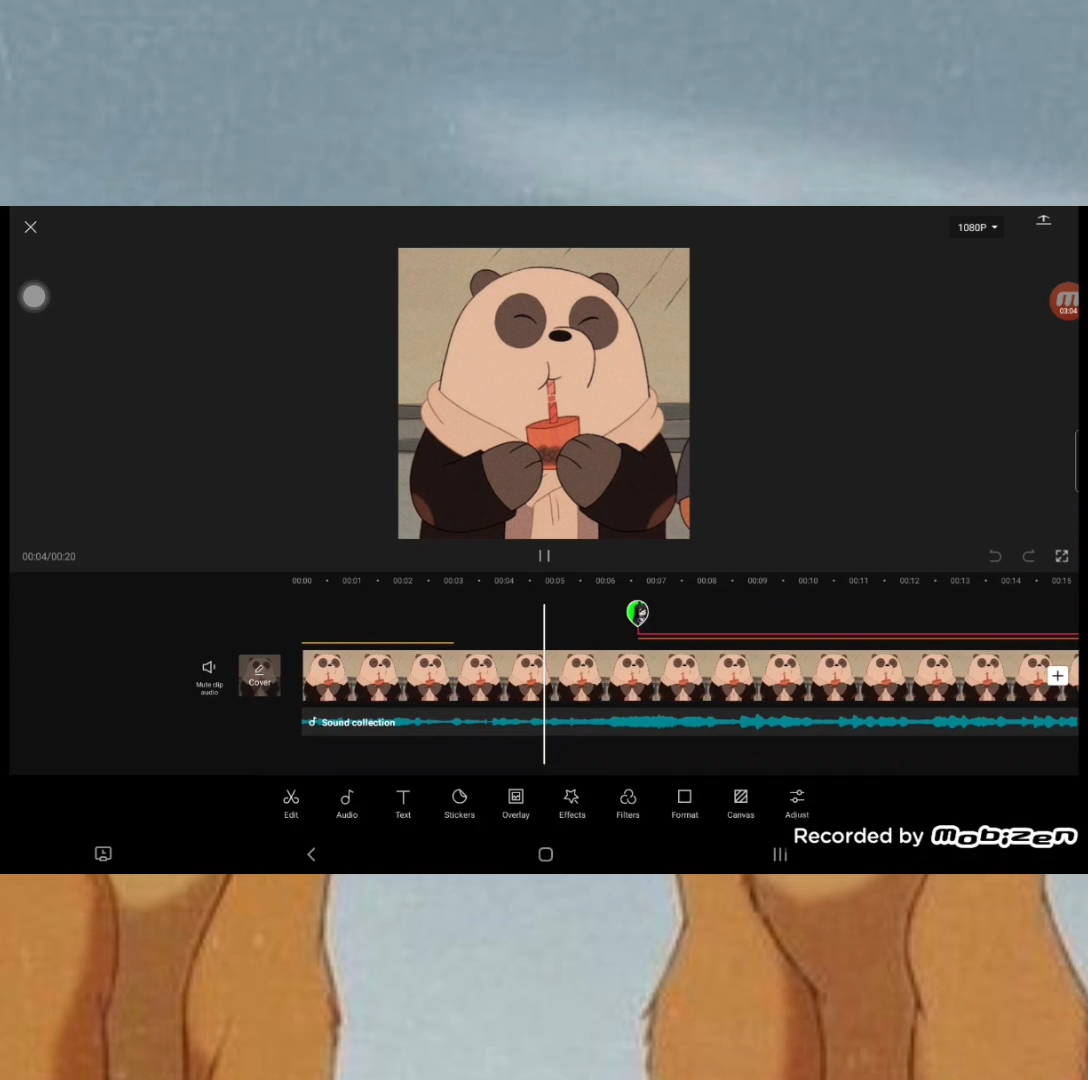 1080P
03:04
00:04/00:20
00:00 00:01 00:02 00:03 00:04 00:05 00:06 00:07 00:08 00:09 00:10 00:11 00:12 00:13 00:14 00:15
Mute clip
audio
Cover
Sound collection
Edit Audio Text Stickers Overlay Effects Filters Format Canvas Adjust
Recorded by mobizen